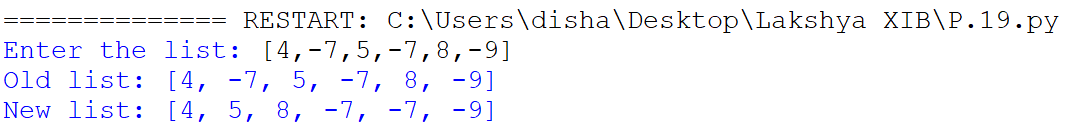 ============== RESTART: C:\Users\disha\Desktop\Lakshya XIB\P.19.py
Enter the list: [4,-7,5,-7,8,-9]
Old list: [4, -7, 5, -7, 8, -9]
New list: [4, 5, 8, -7, -7, -9]